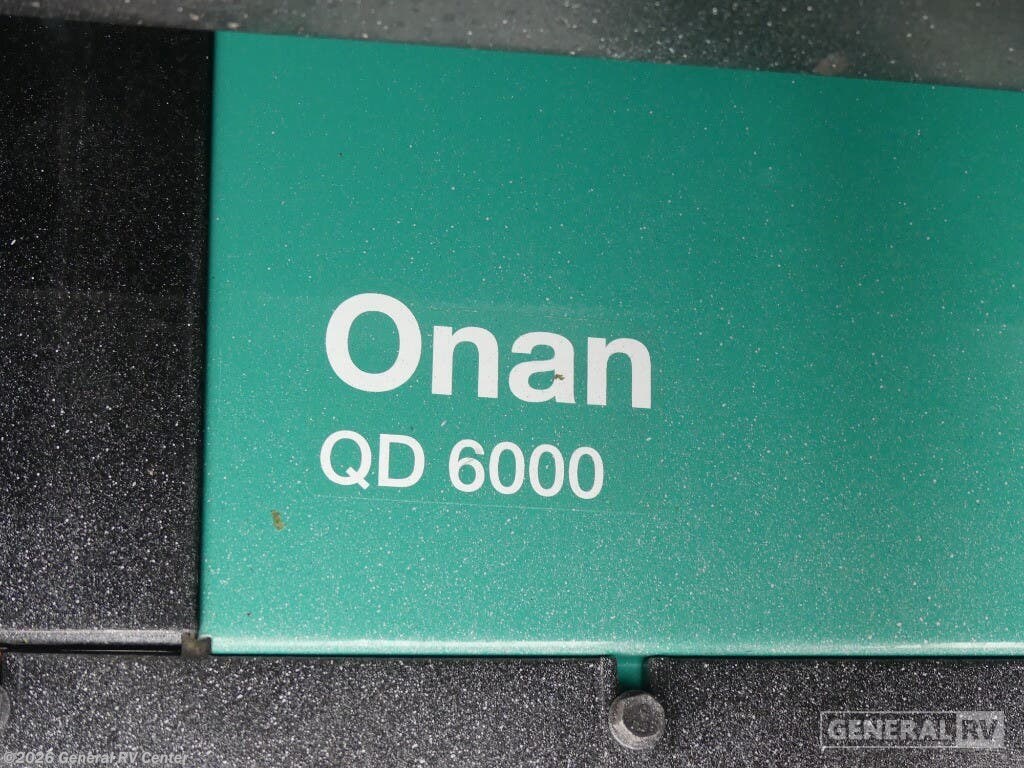 Onan
QD 6000
GENERAL RV
©2026 General RV Center